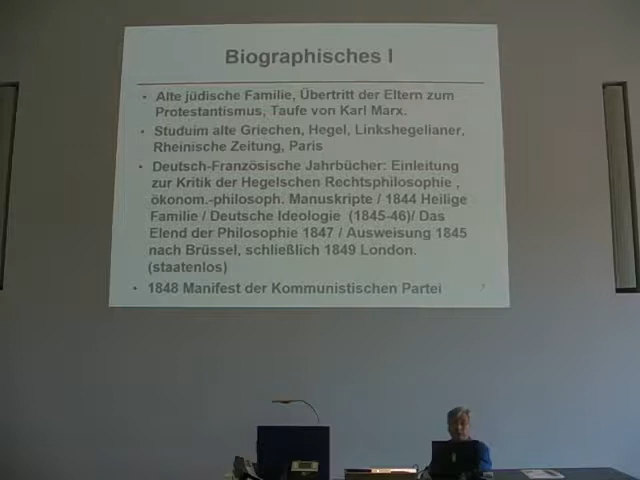 Biographisches I
• Alte jüdische Familie, Übertritt der Eltern zum
Protestantismus, Taufe von Karl Marx.
• Studuim alte Griechen, Hegel, Linkshegelianer,
Rheinische Zeitung, Paris
• Deutsch-Französische Jahrbücher: Einleitung
zur Kritik der Hegelschen Rechtsphilosophie ,
ökonom.-philosoph. Manuskripte / 1844 Heilige
Familie / Deutsche Ideologie (1845-46)/ Das
Elend der Philosophie 1847 / Ausweisung 1845
nach Brüssel, schließlich 1849 London.
(staatenlos)
• 1848 Manifest der Kommunistischen Partei
7